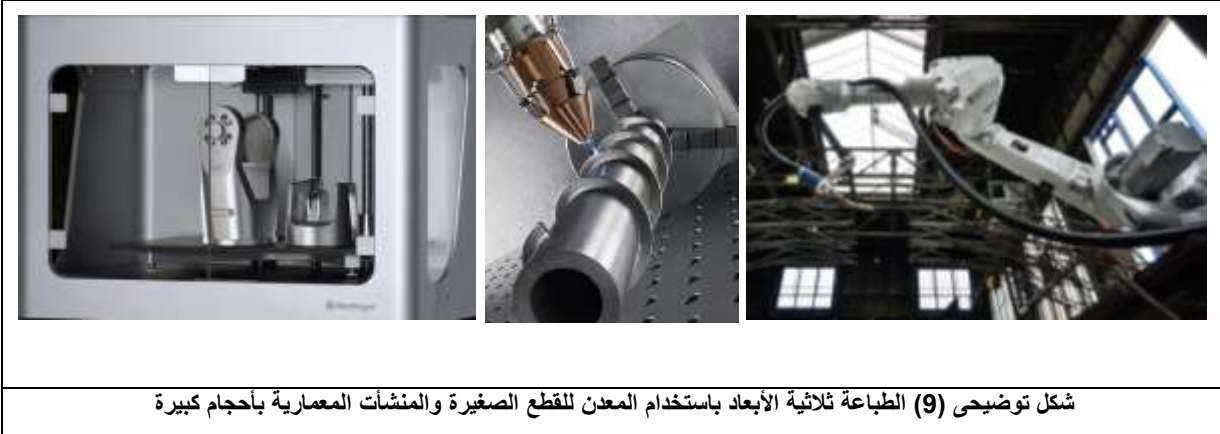 شكل توضيحى (9) الطباعة ثلاثية الأبعاد باستخدام المعدن للقطع الصغيرة والمنشأت المعمارية بأحجام كبيرة